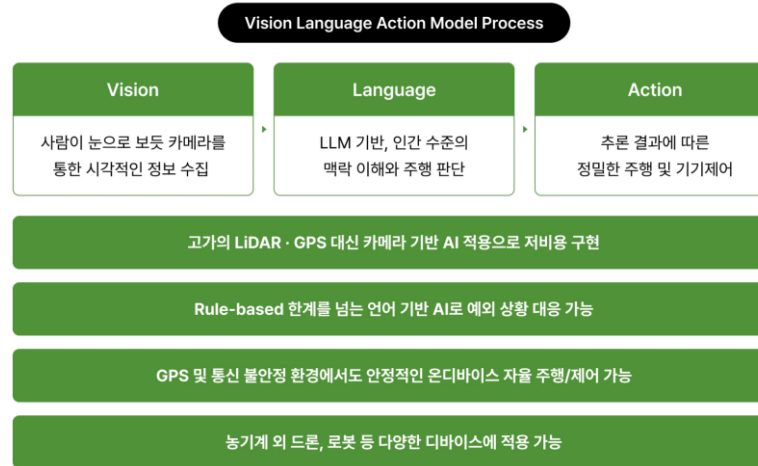 Vision Language Action Model Process
Vision
사람이 눈으로 보듯 카메라를
통한 시각적인 정보 수집
Language
LLM 기반, 인간 수준의
맥락 이해와 주행 판단
Action
추론 결과에 따른
정밀한 주행 및 기기제어
고가의 LiDAR · GPS 대신 카메라 기반 AI 적용으로 저비용 구현
Rule-based 한계를 넘는 언어 기반 AI로 예외 상황 대응 가능
GPS 및 통신 불안정 환경에서도 안정적인 온디바이스 자율 주행/제어 가능
농기계 외 드론, 로봇 등 다양한 디바이스에 적용 가능